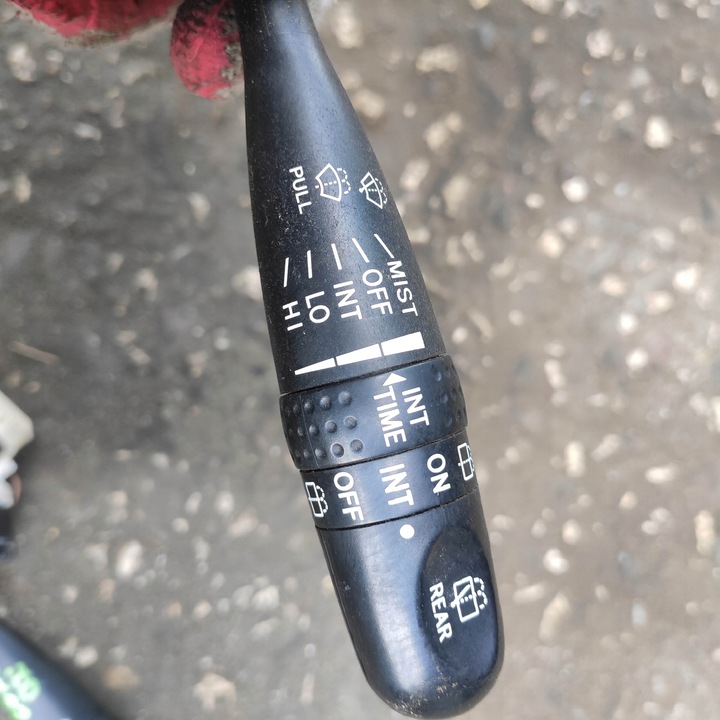 PULL
MIST
OFF
INT
LO
HI
INT
TIME
OFF
INT
ON
REAR